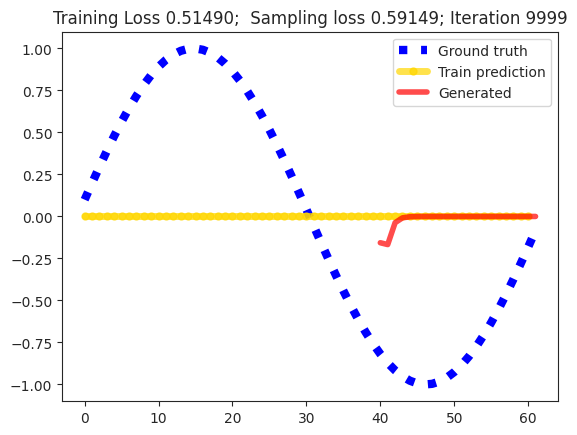 Training Loss 0.51490;  Sampling loss 0.59149; Iteration 9999
1.00
0.75
0.50
0.25
0.00
−0.25
−0.50
−0.75
−1.00
Ground truth
Train prediction
Generated
0 10 20 30 40 50 60